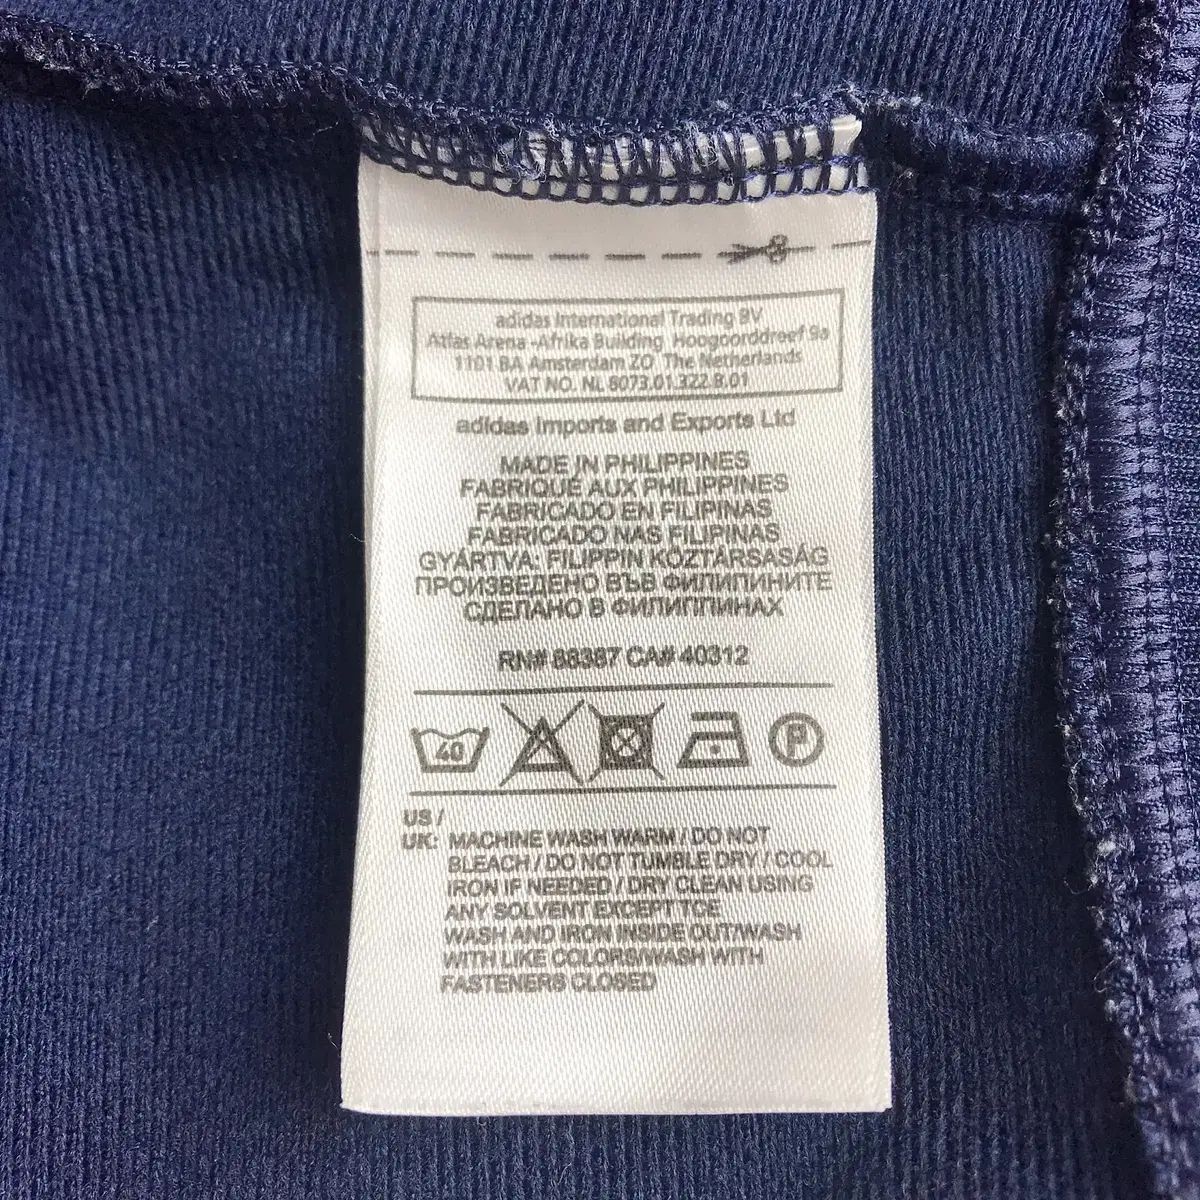 adidas International Trading BV
Atlas Arena -Afrika Building Hoogoorddreef 9a
1101 BA Amsterdam ZO The Netherlands
VAT NO. NL 8073.01.322.B.01
adidas Imports and Exports Ltd
MADE IN PHILIPPINES
FABRIQUÉ AUX PHILIPPINES
FABRICADO EN FILIPINAS
FABRICADO NAS FILIPINAS
GYÁRTVA: FILIPPIN KÖZTÁRSASÁG
ПРОИЗВЕДЕНО ВЪВ ФИЛИПИНИТЕ
СДЕЛАНО В ФИЛИППИНАХ
RN# 88387 CA# 40312
40 P
US /
UK: MACHINE WASH WARM / DO NOT
BLEACH / DO NOT TUMBLE DRY / COOL
IRON IF NEEDED / DRY CLEAN USING
ANY SOLVENT EXCEPT TCE
WASH AND IRON INSIDE OUT/WASH
WITH LIKE COLORS/WASH WITH
FASTENERS CLOSED